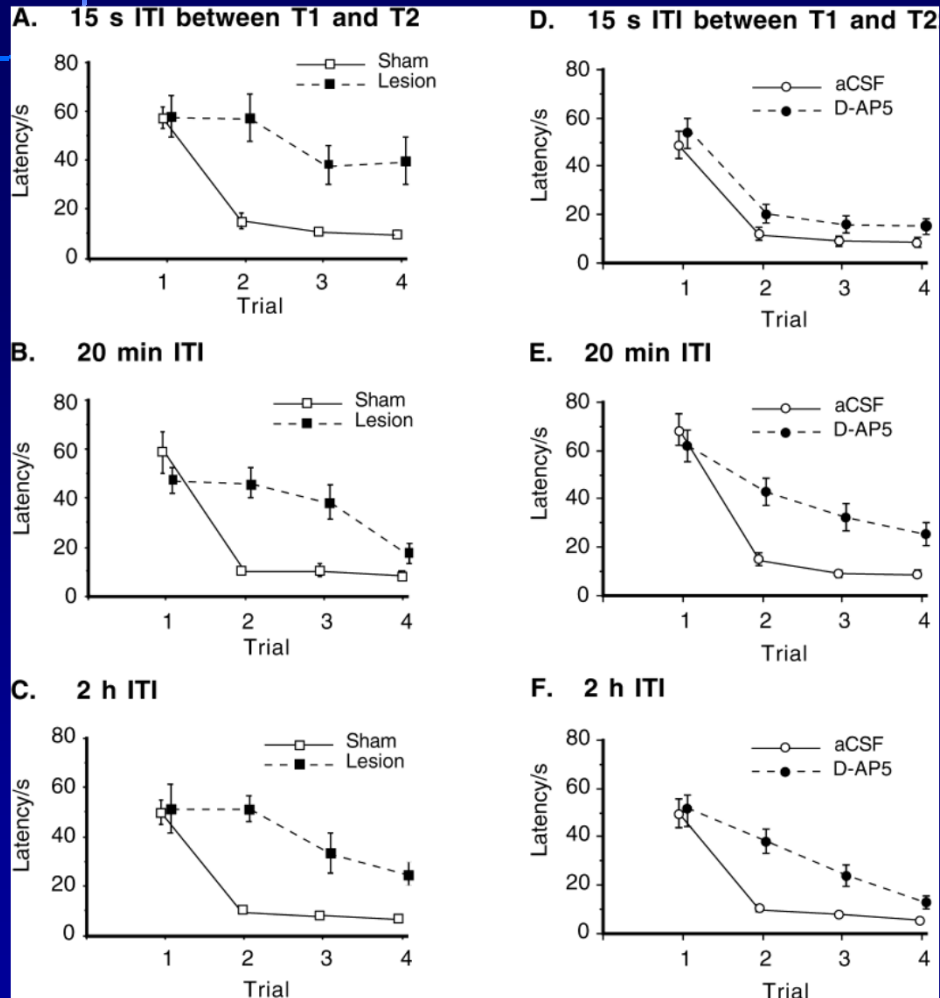 A. 15 s ITI between T1 and T2
Sham
Lesion
80
60
40
20
0
Latency/s
1 2 3 4
Trial
B. 20 min ITI
Sham
Lesion
80
60
40
20
0
Latency/s
1 2 3 4
Trial
C. 2 h ITI
Sham
Lesion
80
60
40
20
0
Latency/s
1 2 3 4
Trial
D. 15 s ITI between T1 and T2
aCSF
D-AP5
80
60
40
20
0
Latency/s
1 2 3 4
Trial
E. 20 min ITI
aCSF
D-AP5
80
60
40
20
0
Latency/s
1 2 3 4
Trial
F. 2 h ITI
aCSF
D-AP5
80
60
40
20
0
Latency/s
1 2 3 4
Trial